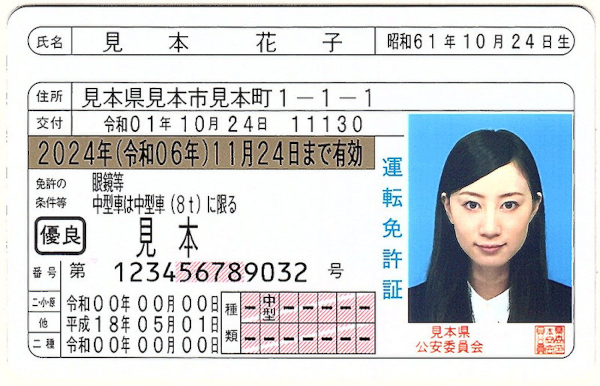 氏名 見本 花子 昭和61年10月24日生
住所 見本県見本市見本町1-1-1
交付 令和01年10月24日 11130
2024年(令和06年)11月24日まで有効
免許の条件等 眼鏡等
中型車は中型車(8t)に限る
優良
見本
番号 第 123456789032 号
二・小・原 令和00年00月00日
他 平成18年05月01日
二種 令和00年00月00日
種類 - 中型 - - - - -
- - - - - - -
運転免許証
見本県
公安委員会